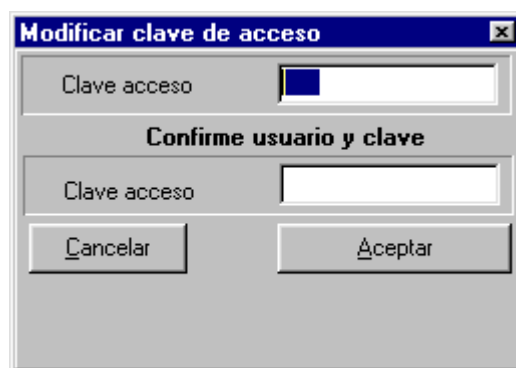 Modificar clave de acceso
Clave acceso
Confirme usuario y clave
Clave acceso
Cancelar
Aceptar